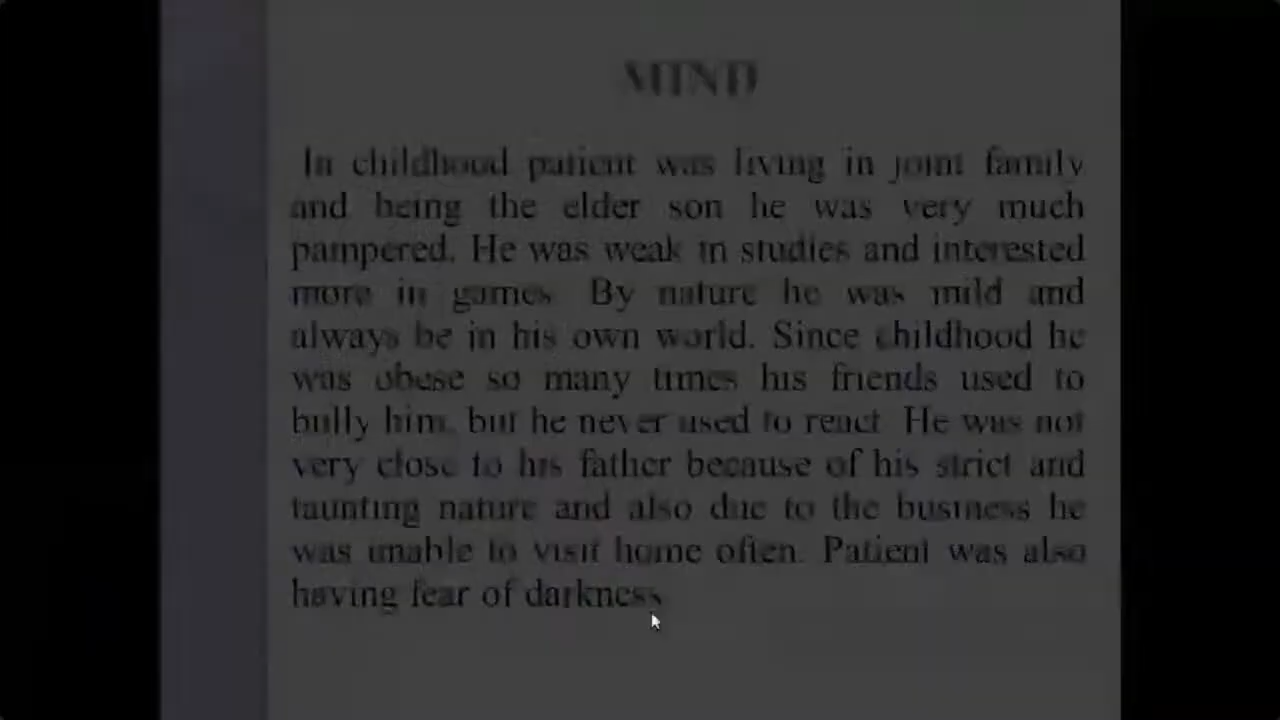 MIND
In childhood patient was living in joint family
and being the elder son he was very much
pampered. He was weak in studies and interested
more in games. By nature he was mild and
always be in his own world. Since childhood he
was obese so many times his friends used to
bully him, but he never used to react. He was not
very close to his father because of his strict and
taunting nature and also due to the business he
was unable to visit home often. Patient was also
having fear of darkness.